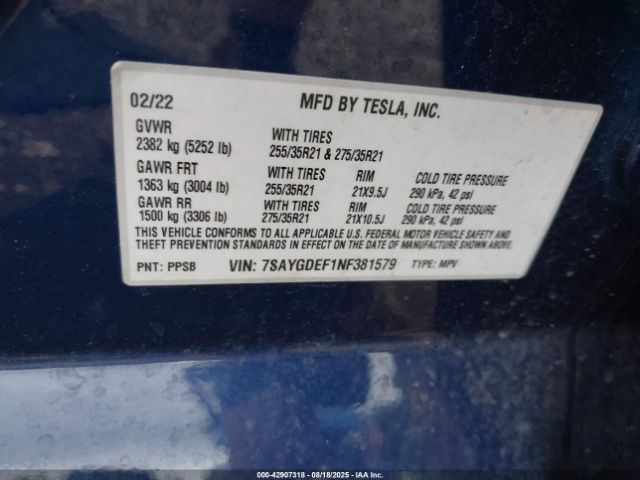 02/22 MFD BY TESLA, INC.
GVWR WITH TIRES
2382 kg (5252 lb) 255/35R21 & 275/35R21
GAWR FRT WITH TIRES RIM COLD TIRE PRESSURE
1363 kg (3004 lb) 255/35R21 21X9.5J 290 kPa, 42 psi
GAWR RR WITH TIRES RIM COLD TIRE PRESSURE
1500 kg (3306 lb) 275/35R21 21X10.5J 290 kPa, 42 psi
THIS VEHICLE CONFORMS TO ALL APPLICABLE U.S. FEDERAL MOTOR VEHICLE SAFETY AND
THEFT PREVENTION STANDARDS IN EFFECT ON THE DATE OF MANUFACTURE SHOWN ABOVE.
PNT: PPSB VIN: 7SAYGDEF1NF381579 TYPE: MPV
000-42907318 - 08/18/2025 - IAA Inc.